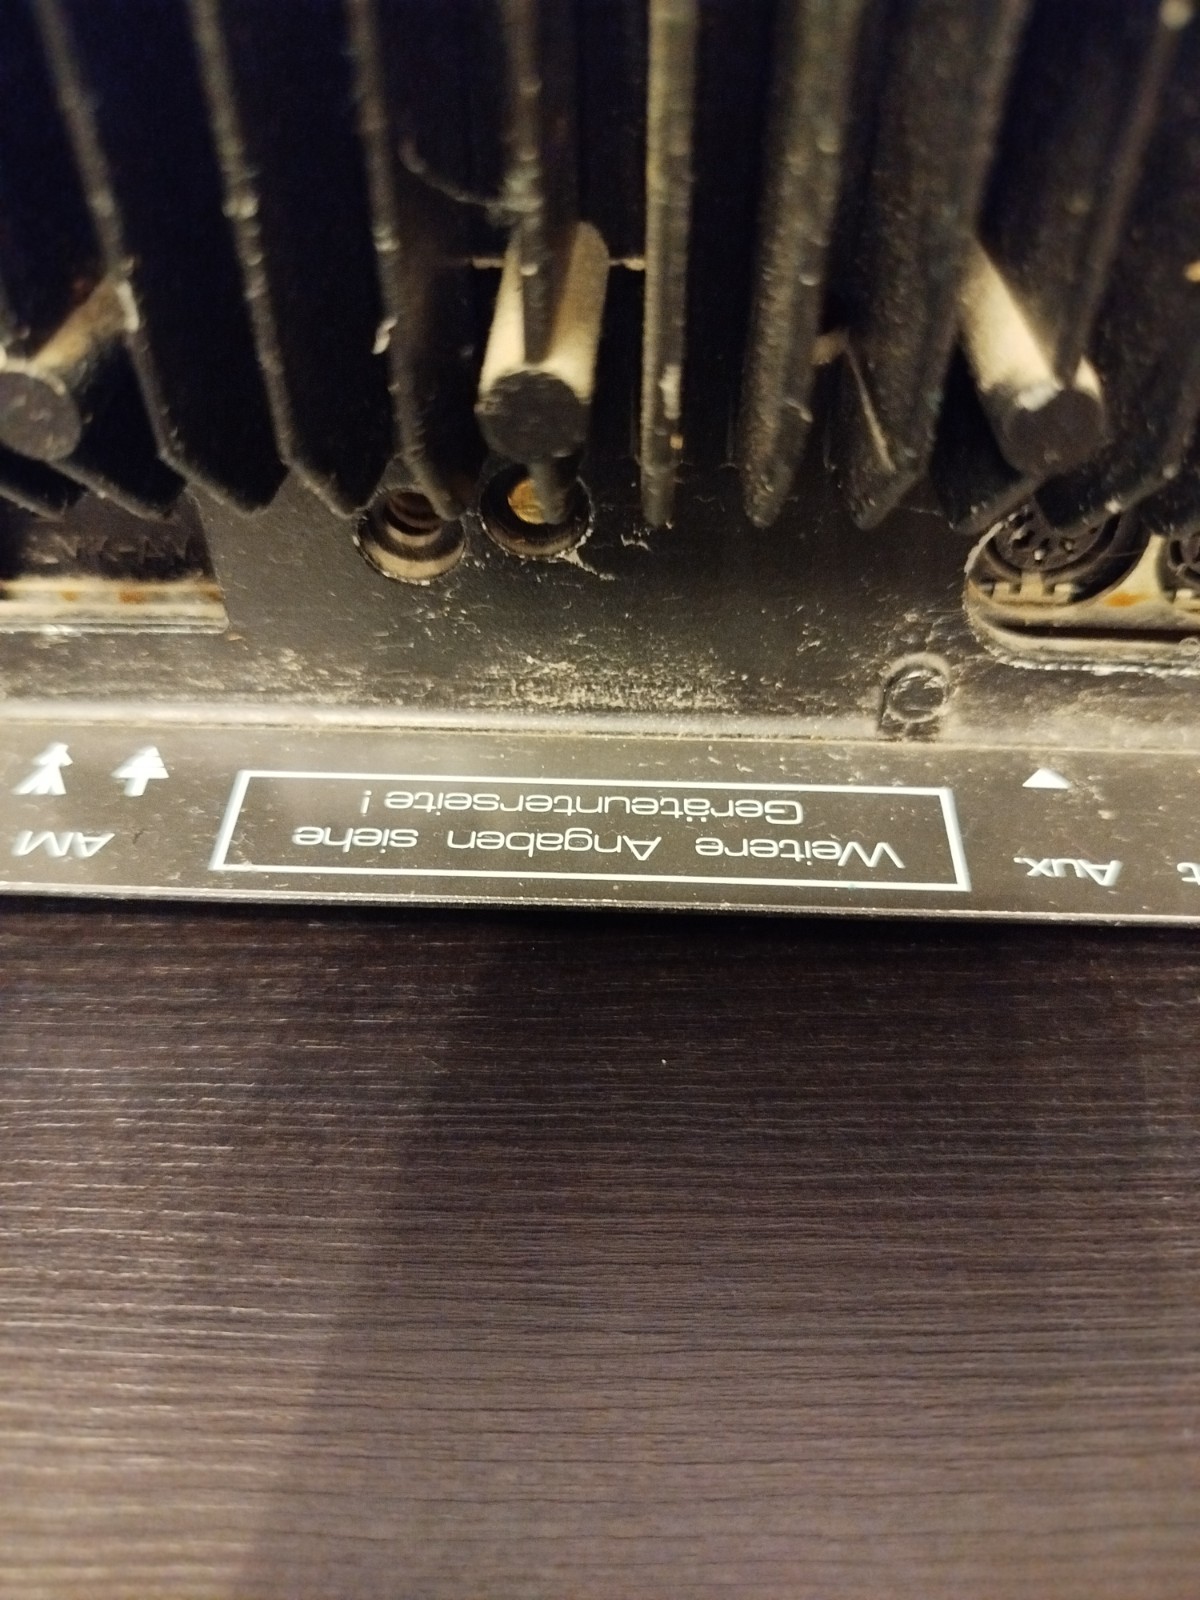 Weitere Angaben siehe
Geräteunterseite !
Aux.
AM